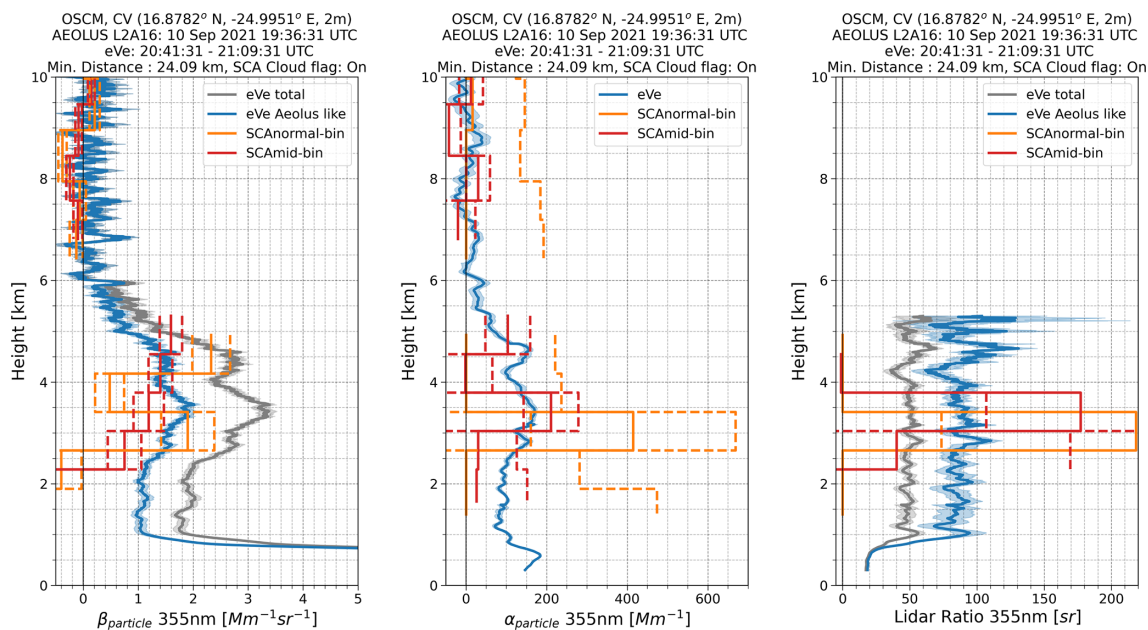 OSCM, CV (16.8782° N, -24.9951° E, 2m)
AEOLUS L2A16: 10 Sep 2021 19:36:31 UTC
eVe: 20:41:31 - 21:09:31 UTC
Min. Distance : 24.09 km, SCA Cloud flag: On
10
8
6
4
2
0
Height [km]
eVe total
eVe Aeolus like
SCAnormal-bin
SCAmid-bin
0 1 2 3 4 5
β_particle 355nm [Mm⁻¹sr⁻¹]
OSCM, CV (16.8782° N, -24.9951° E, 2m)
AEOLUS L2A16: 10 Sep 2021 19:36:31 UTC
eVe: 20:41:31 - 21:09:31 UTC
Min. Distance : 24.09 km, SCA Cloud flag: On
10
8
6
4
2
0
Height [km]
eVe
SCAnormal-bin
SCAmid-bin
0 200 400 600
α_particle 355nm [Mm⁻¹]
OSCM, CV (16.8782° N, -24.9951° E, 2m)
AEOLUS L2A16: 10 Sep 2021 19:36:31 UTC
eVe: 20:41:31 - 21:09:31 UTC
Min. Distance : 24.09 km, SCA Cloud flag: On
10
8
6
4
2
0
Height [km]
eVe total
eVe Aeolus like
SCAnormal-bin
SCAmid-bin
0 50 100 150 200
Lidar Ratio 355nm [sr]